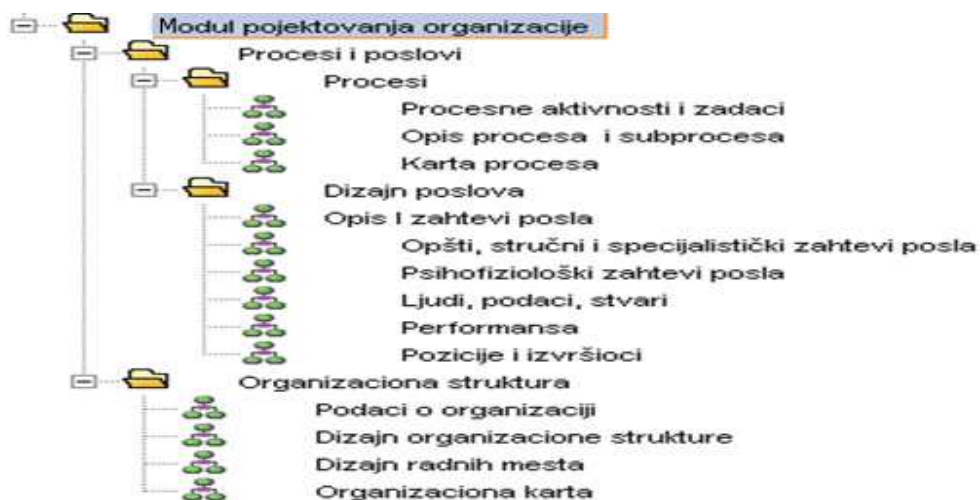 Modul pojektovanja organizacije
Procesi i poslovi
Procesi
Procesne aktivnosti i zadaci
Opis procesa i subprocesa
Karta procesa
Dizajn poslova
Opis I zahtevi posla
Opšti, stručni i specijalistički zahtevi posla
Psihofiziološki zahtevi posla
Ljudi, podaci, stvari
Performansa
Pozicije i izvršioci
Organizaciona struktura
Podaci o organizaciji
Dizajn organizacione strukture
Dizajn radnih mesta
Organizaciona karta